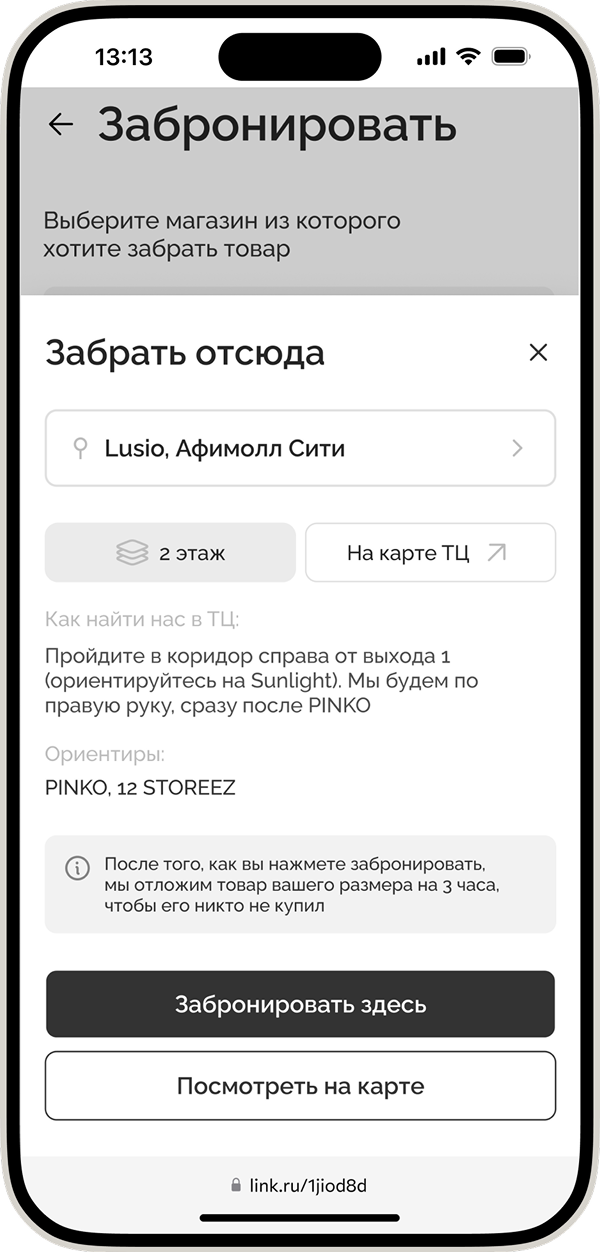 13:13
Забронировать
Выберите магазин из которого
хотите забрать товар
Забрать отсюда
Lusio, Афимолл Сити
2 этаж
На карте ТЦ
Как найти нас в ТЦ:
Пройдите в коридор справа от выхода 1
(ориентируйтесь на Sunlight). Мы будем по
правую руку, сразу после PINKO
Ориентиры:
PINKO, 12 STOREEZ
После того, как вы нажмете забронировать,
мы отложим товар вашего размера на 3 часа,
чтобы его никто не купил
Забронировать здесь
Посмотреть на карте
link.ru/1jiod8d